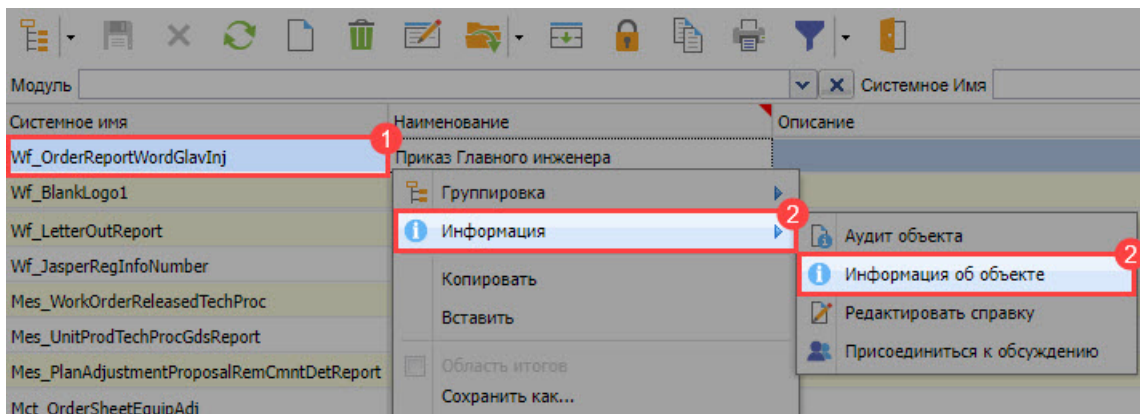 Модуль
Системное Имя
Системное имя
Наименование
Описание
1
Wf_OrderReportWordGlavInj
Приказ Главного инженера
Wf_BlankLogo1
Группировка
2
Wf_LetterOutReport
Информация
Аудит объекта
2
Wf_JasperRegInfoNumber
Информация об объекте
Копировать
Mes_WorkOrderReleasedTechProc
Вставить
Редактировать справку
Mes_UnitProdTechProcGdsReport
Присоединиться к обсуждению
Mes_PlanAdjustmentProposalRemCmntDetReport
Область итогов
Сохранить как...
Mct_OrderSheetEquipAdj